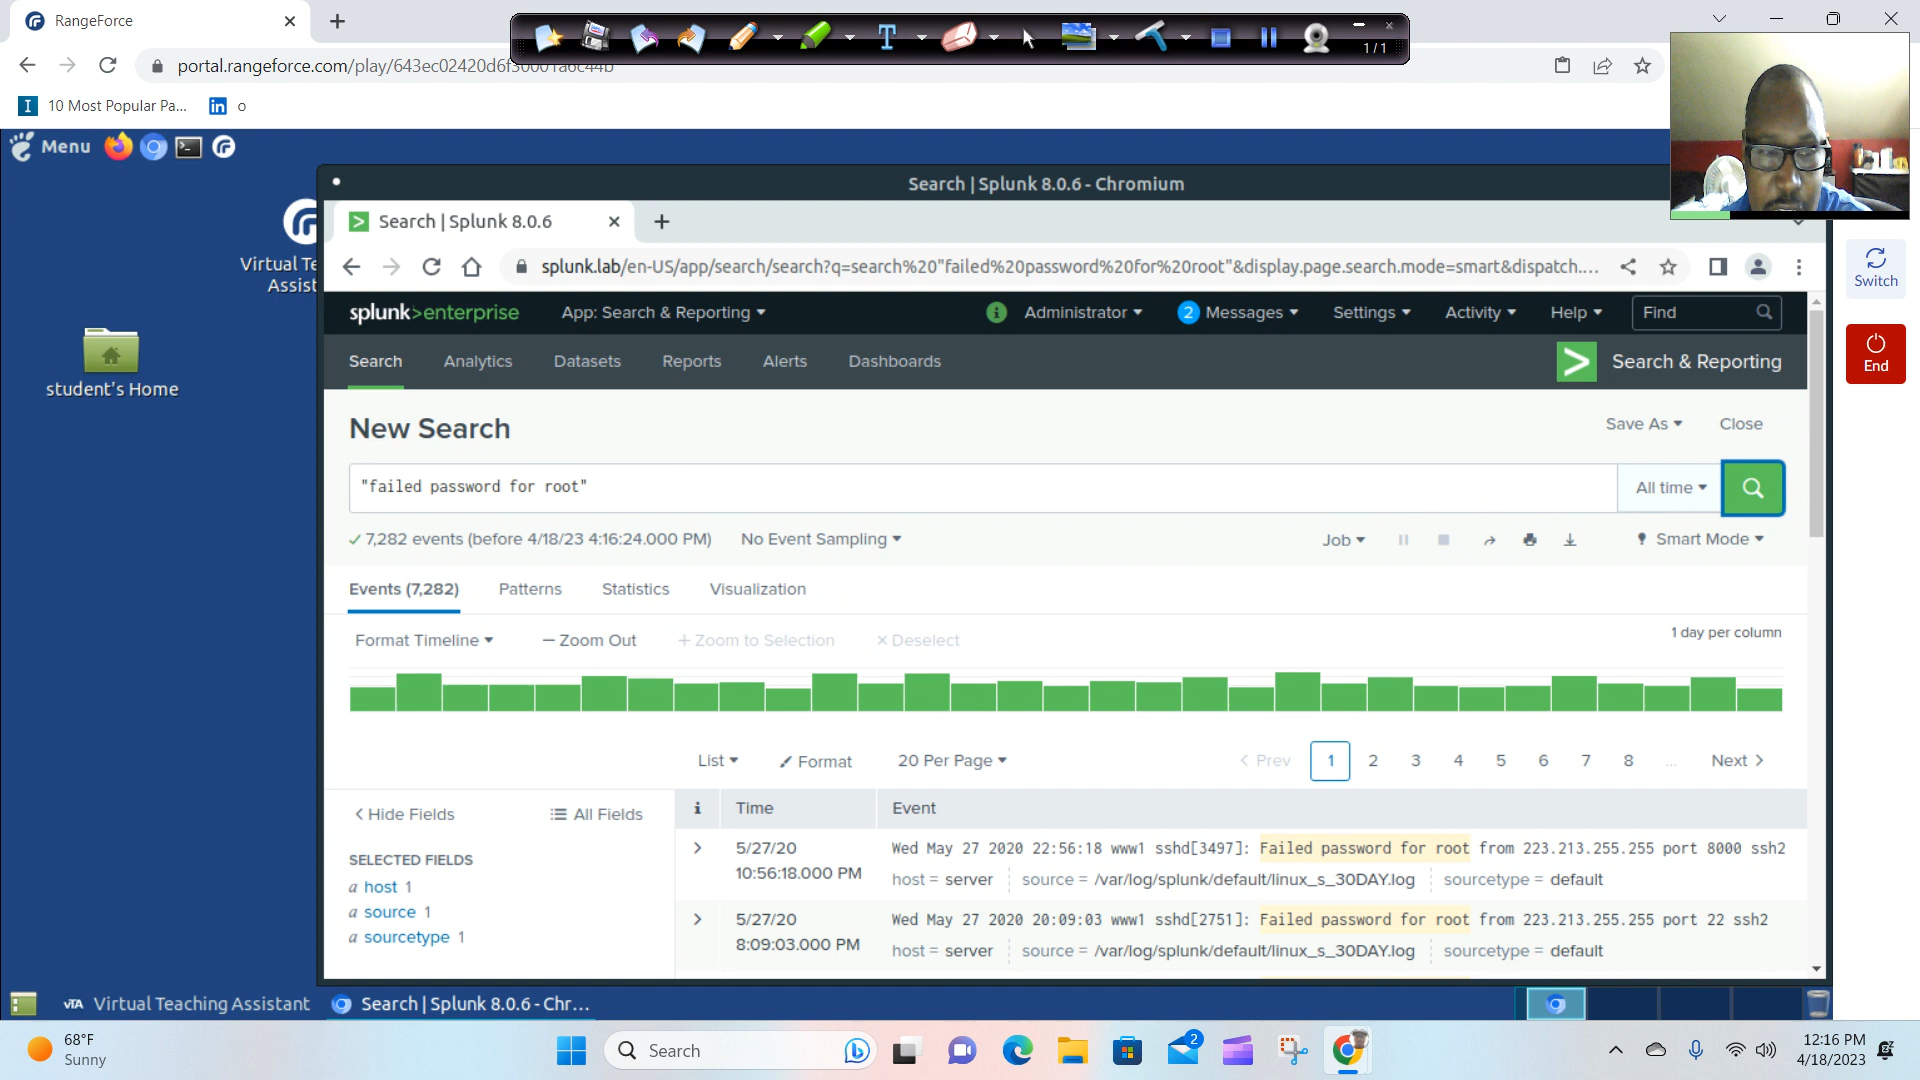 RangeForce
1/1
portal.rangeforce.com/play/643ec02420d6f30001a6c44b
10 Most Popular Pa...
o
Menu
Search | Splunk 8.0.6 - Chromium
Search | Splunk 8.0.6
Virtual Te
Assist
splunk.lab/en-US/app/search/search?q=search%20"failed%20password%20for%20root"&display.page.search.mode=smart&dispatch....
Switch
End
student's Home
splunk>enterprise App: Search & Reporting
i Administrator 2 Messages Settings Activity Help Find
Search Analytics Datasets Reports Alerts Dashboards
Search & Reporting
New Search
Save As Close
"failed password for root"
All time
7,282 events (before 4/18/23 4:16:24.000 PM) No Event Sampling
Job Smart Mode
Events (7,282) Patterns Statistics Visualization
Format Timeline — Zoom Out + Zoom to Selection × Deselect
1 day per column
List Format 20 Per Page
< Prev 1 2 3 4 5 6 7 8 ... Next >
< Hide Fields All Fields
i Time Event
SELECTED FIELDS
a host 1
a source 1
a sourcetype 1
5/27/20
10:56:18.000 PM
Wed May 27 2020 22:56:18 www1 sshd[3497]: Failed password for root from 223.213.255.255 port 8000 ssh2
host = server source = /var/log/splunk/default/linux_s_30DAY.log sourcetype = default
5/27/20
8:09:03.000 PM
Wed May 27 2020 20:09:03 www1 sshd[2751]: Failed password for root from 223.213.255.255 port 22 ssh2
host = server source = /var/log/splunk/default/linux_s_30DAY.log sourcetype = default
vTA Virtual Teaching Assistant Search | Splunk 8.0.6 - Chr...
68°F
Sunny
Search
2
12:16 PM
4/18/2023